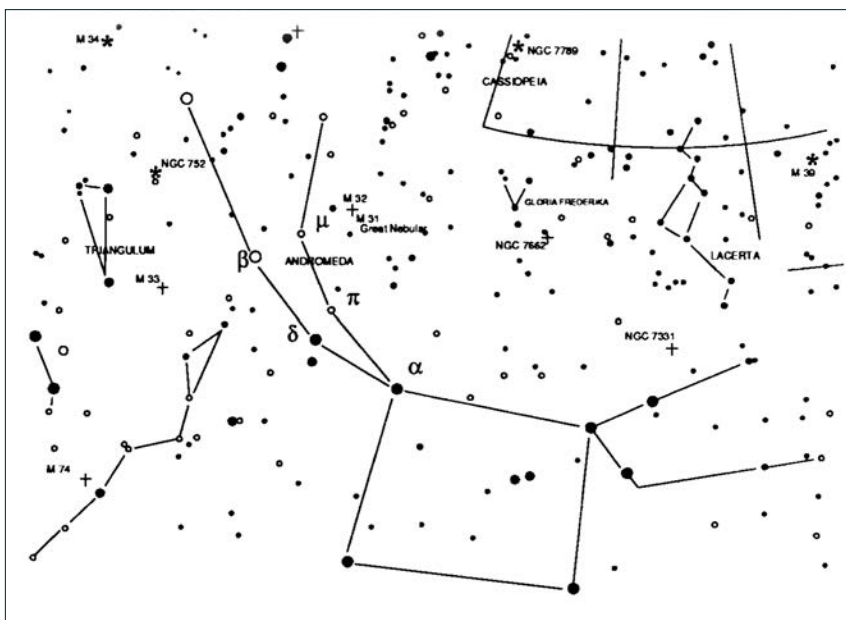 M 34
NGC 7789
CASSIOPEIA
NGC 752
M 39
M 32
M 31
GLORIA FREDERIKA
μ
Great Nebular
TRIANGULUM
β
ANDROMEDA
NGC 7662
LACERTA
M 33
π
δ
NGC 7331
α
M 74